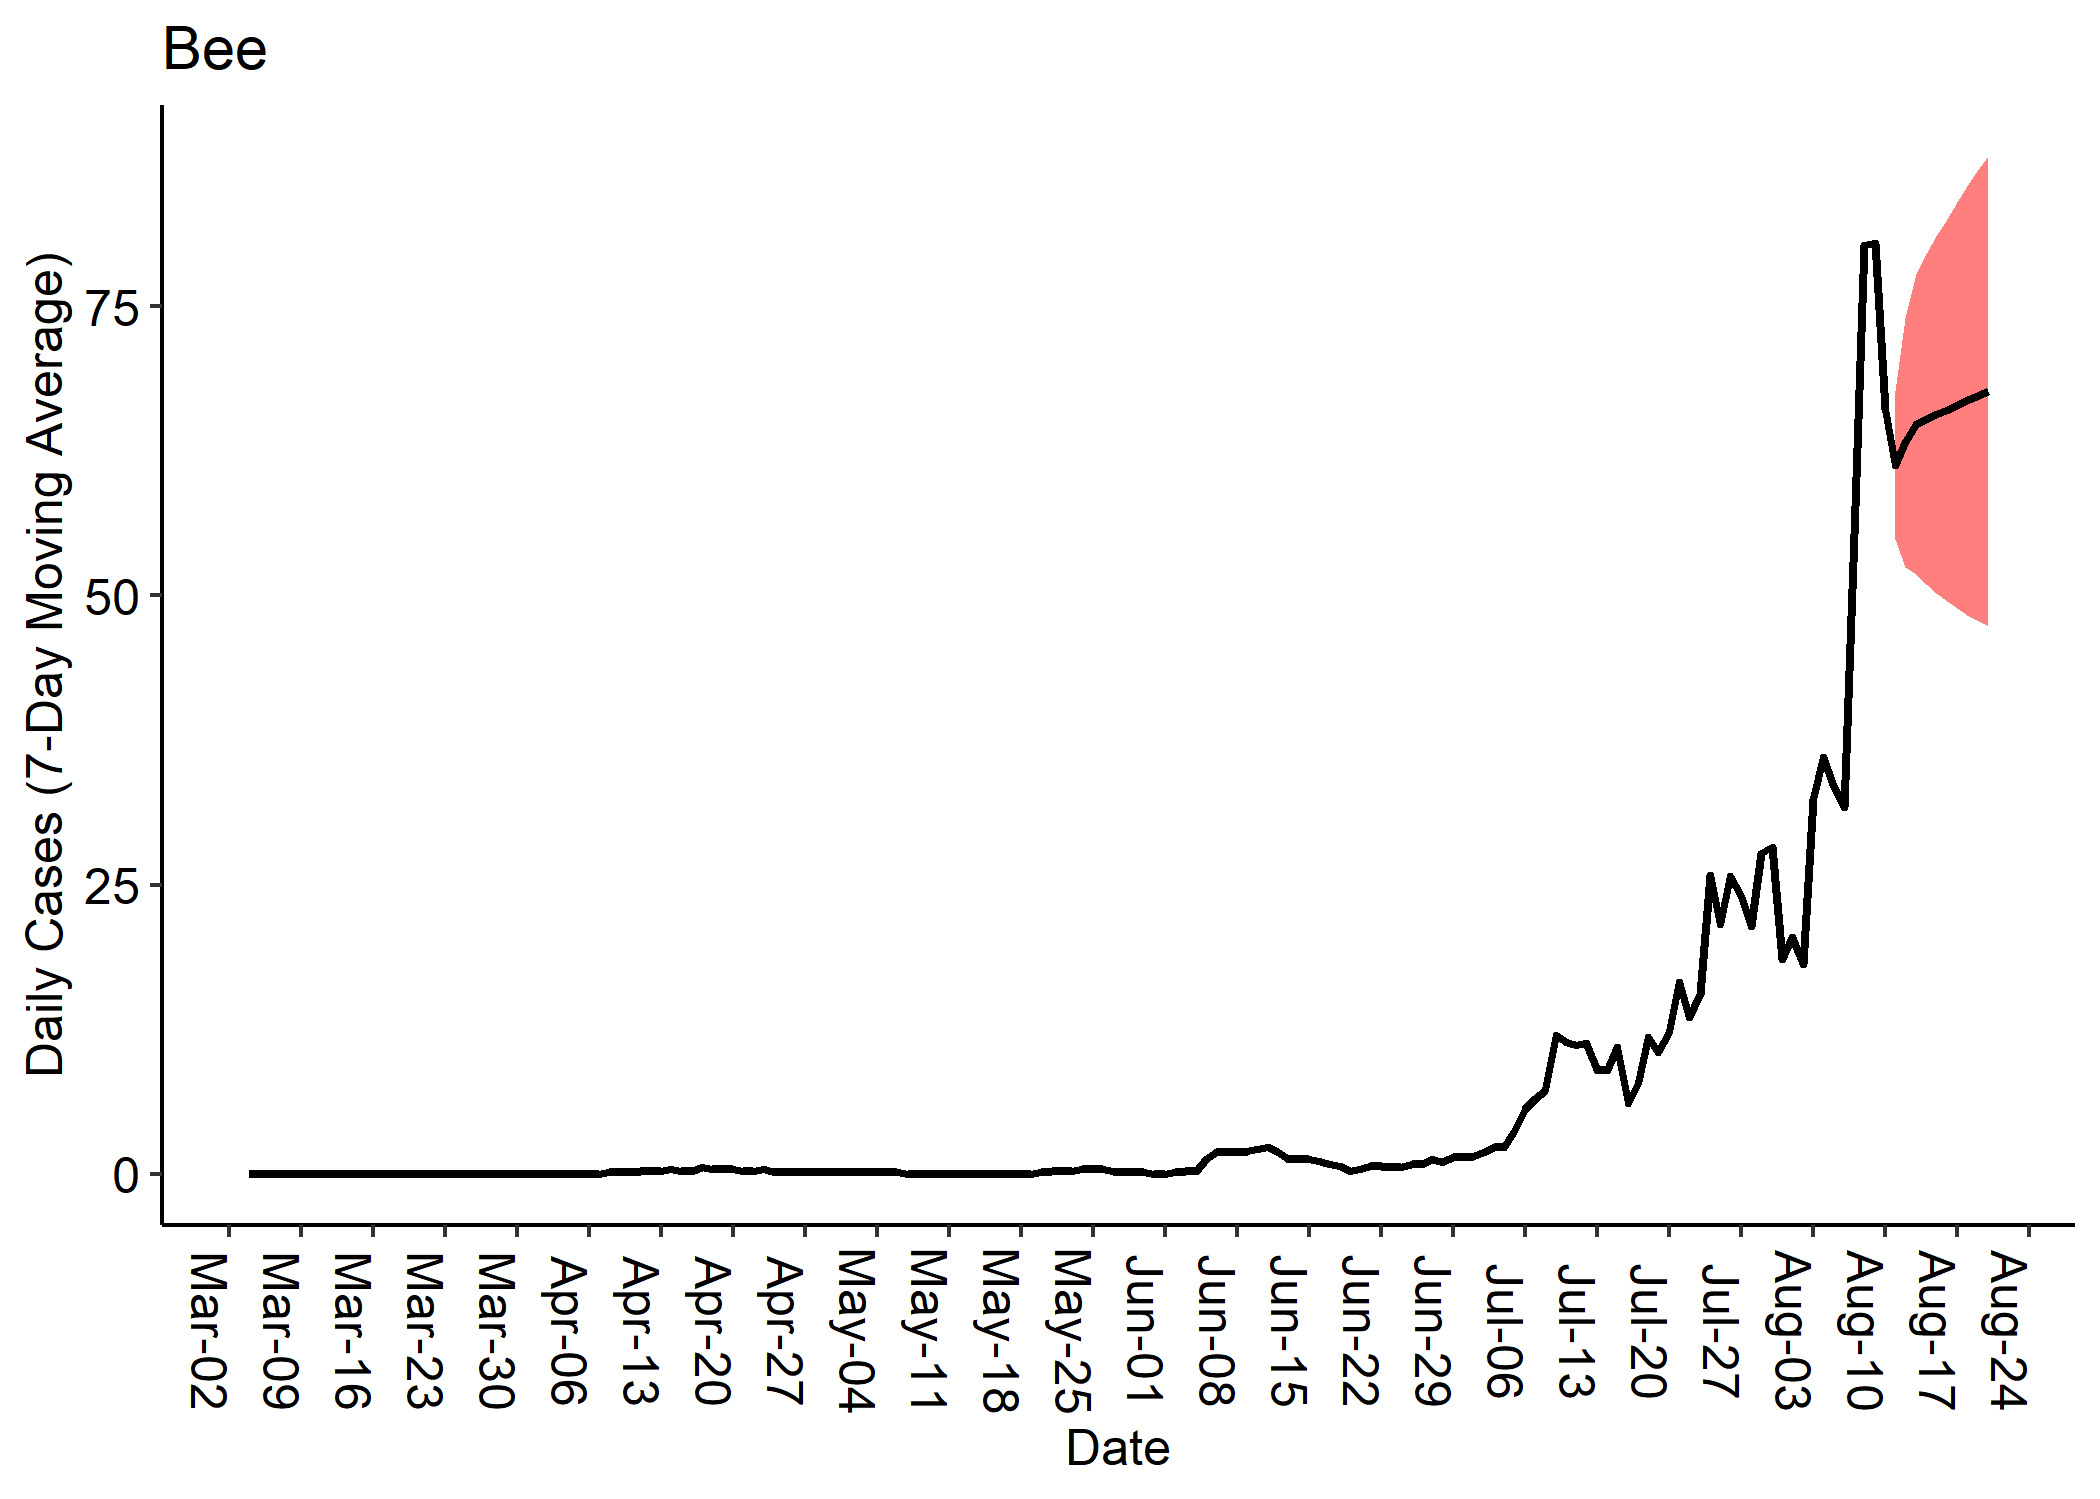 Bee
Daily Cases (7-Day Moving Average)
75
50
25
0
Mar-02
Mar-09
Mar-16
Mar-23
Mar-30
Apr-06
Apr-13
Apr-20
Apr-27
May-04
May-11
May-18
May-25
Jun-01
Jun-08
Jun-15
Jun-22
Jun-29
Jul-06
Jul-13
Jul-20
Jul-27
Aug-03
Aug-10
Aug-17
Aug-24
Date